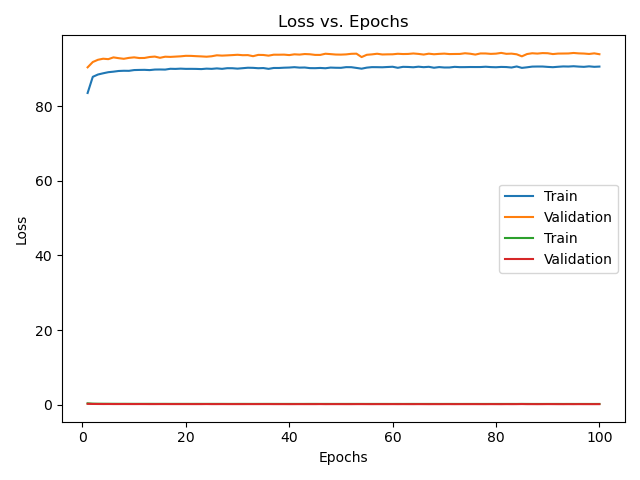 Loss vs. Epochs
Loss
80
60
40
20
0
Train
Validation
Train
Validation
0 20 40 60 80 100
Epochs